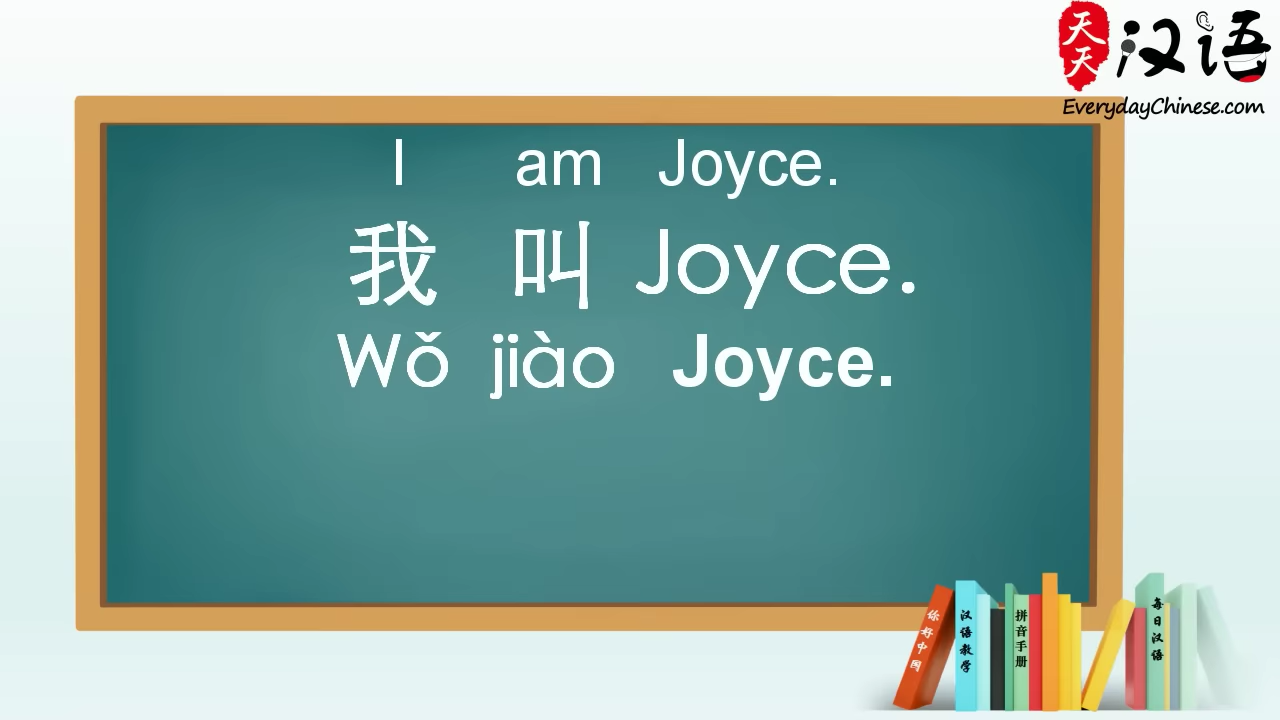 天天汉语
EverydayChinese.com
I am Joyce.
我 叫 Joyce.
Wǒ jiào Joyce.
你好中国
汉语教学
拼音手册
每日汉语